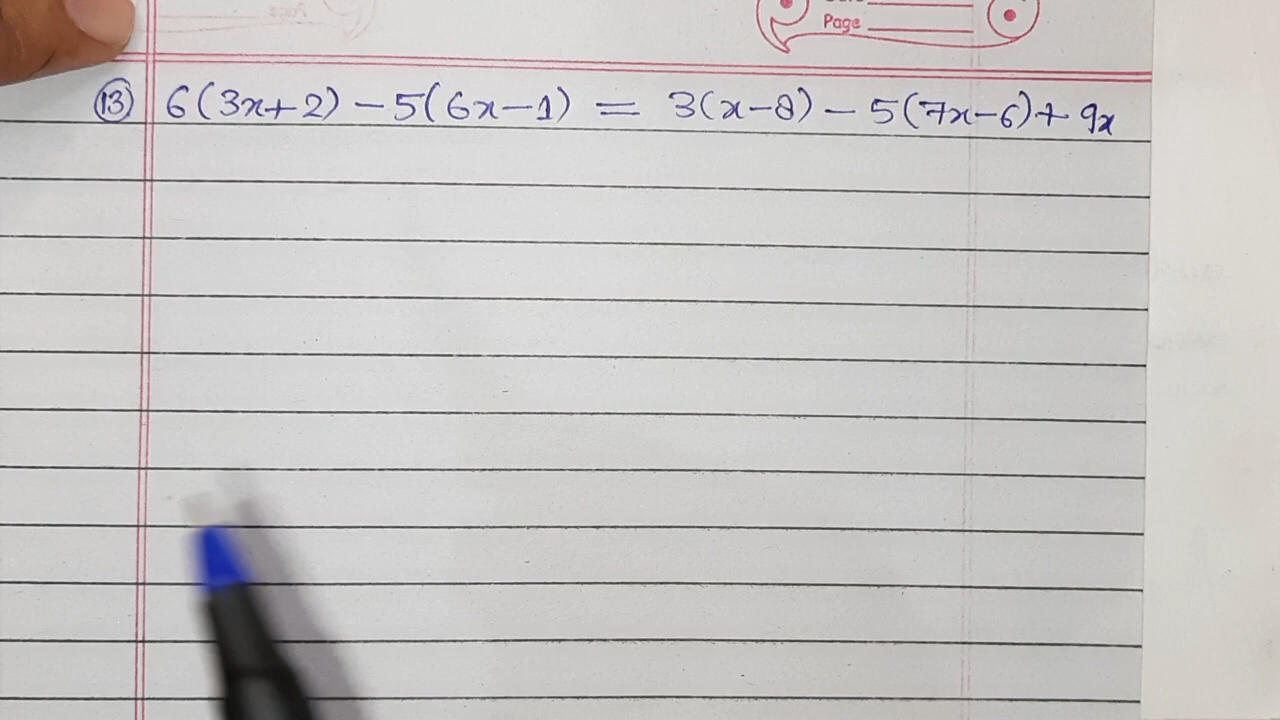 Page
⑬ 6(3x+2) - 5(6x-1) = 3(x-8) - 5(7x-6) + 9x